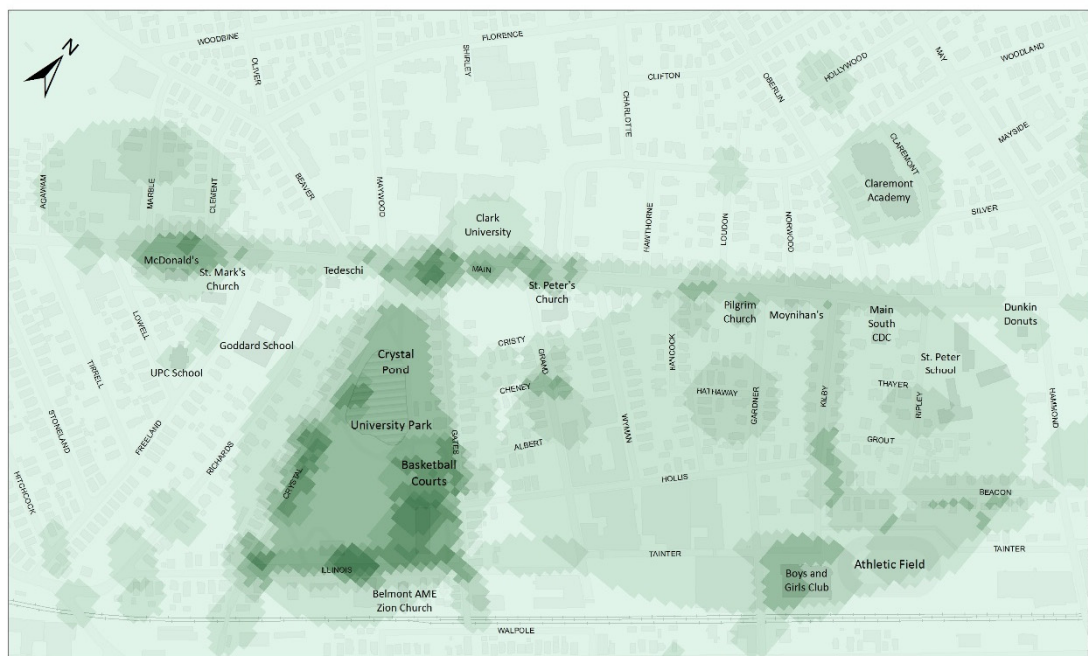 N
WOODBINE
OLIVER
SHIRLEY
FLORENCE
CLIFTON
CHARLOTTE
OBERLIN
HOLLYWOOD
MAY
WOODLAND
MAYSIDE
CLAREMONT
Claremont
Academy
SILVER
AGAWAM
MARBLE
CLEMENT
BEAVER
MAYWOOD
Clark
University
HAWTHORNE
LOUDON
NORWOOD
McDonald's
St. Mark's
Church
Tedeschi
MAIN
St. Peter's
Church
Pilgrim
Church
Moynihan's
Main
South
CDC
Dunkin
Donuts
LOWELL
Goddard School
UPC School
TIRRELL
Crystal
Pond
CRISTY
GRAND
CHENEY
HANCOCK
HATHAWAY
GARDNER
KILBY
THAYER
RIPLEY
St. Peter
School
HAMMOND
STONELAND
FREELAND
RICHARDS
University Park
GATES
ALBERT
WYMAN
GROUT
HITCHCOCK
CRYSTAL
Basketball
Courts
HOLLIS
BEACON
ILLINOIS
TAINTER
Boys and
Girls Club
Athletic Field
TAINTER
Belmont AME
Zion Church
WALPOLE